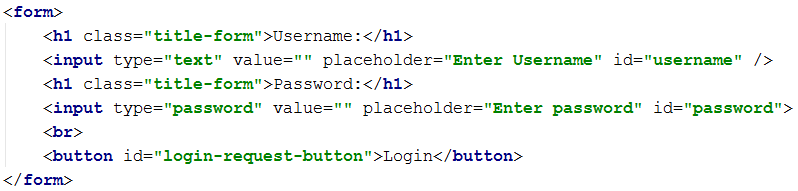 <form>
<h1 class="title-form">Username:</h1>
<input type="text" value="" placeholder="Enter Username" id="username" />
<h1 class="title-form">Password:</h1>
<input type="password" value="" placeholder="Enter password" id="password">
<br>
<button id="login-request-button">Login</button>
</form>